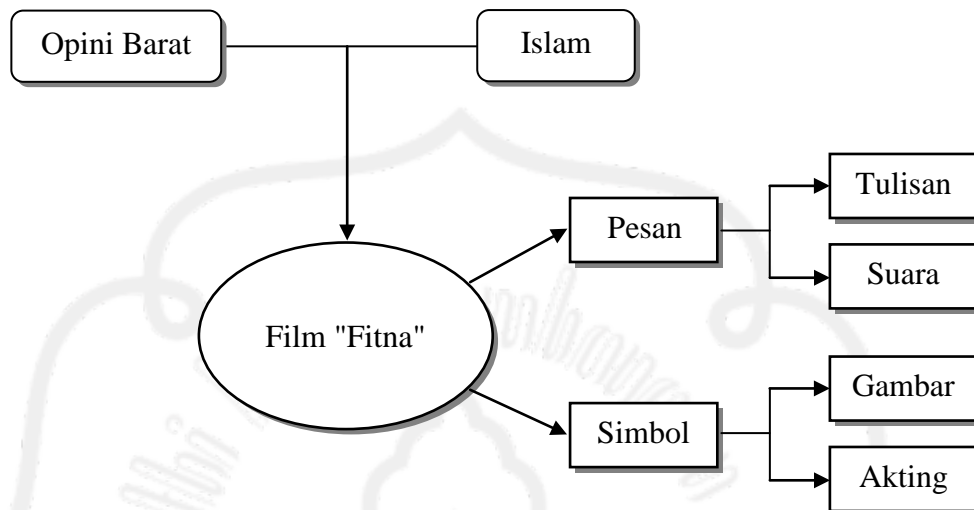 Opini Barat
Islam
Tulisan
Pesan
Suara
Film "Fitna"
Gambar
Simbol
Akting